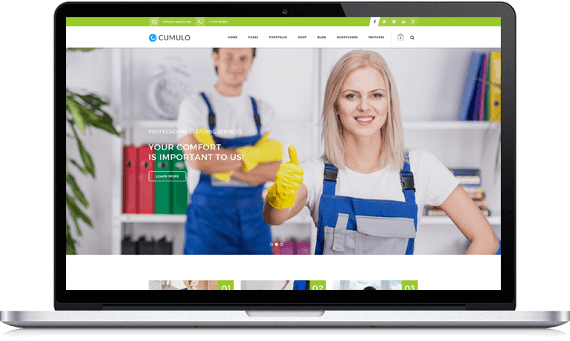 CUMULO
HOME PAGES PORTFOLIO SHOP BLOG SHORTCODES FEATURES
PROFESSIONAL CLEANING SERVICES
YOUR COMFORT
IS IMPORTANT TO US!
LEARN MORE
01 02 03